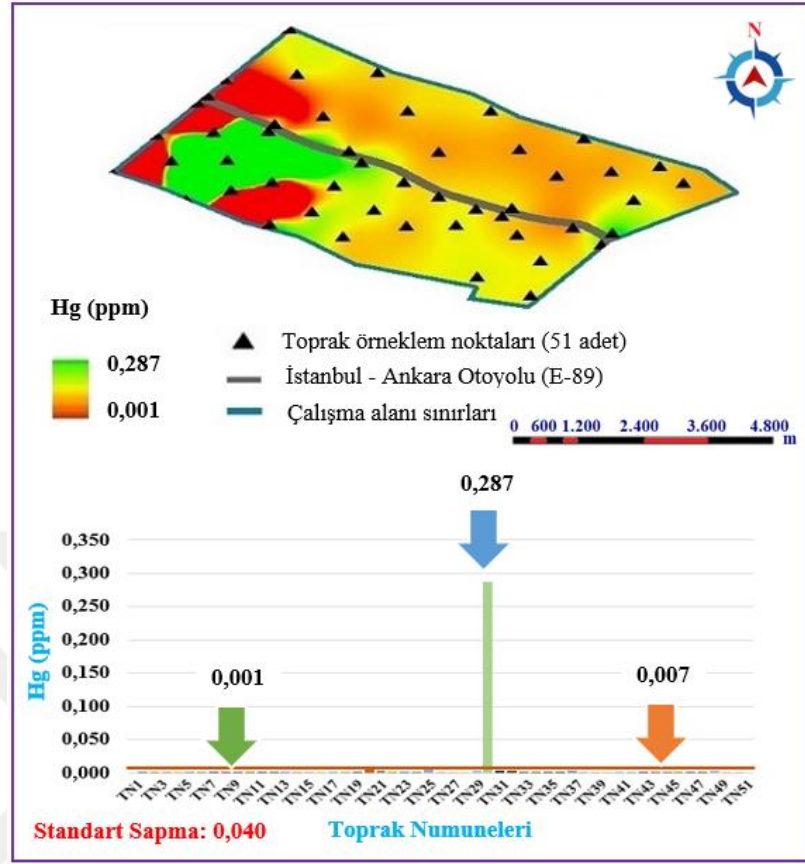 N
Hg (ppm)
0,287
0,001
Toprak örneklem noktaları (51 adet)
İstanbul - Ankara Otoyolu (E-89)
Çalışma alanı sınırları
0 600 1.200 2.400 3.600 4.800
m
0,287
0,350
0,300
0,250
0,200
0,150
0,100
0,050
0,000
Hg (ppm)
0,001
0,007
TN1
TN3
TN5
TN7
TN9
TN11
TN13
TN15
TN17
TN19
TN21
TN23
TN25
TN27
TN29
TN31
TN33
TN35
TN37
TN39
TN41
TN43
TN45
TN47
TN49
TN51
Standart Sapma: 0,040
Toprak Numuneleri